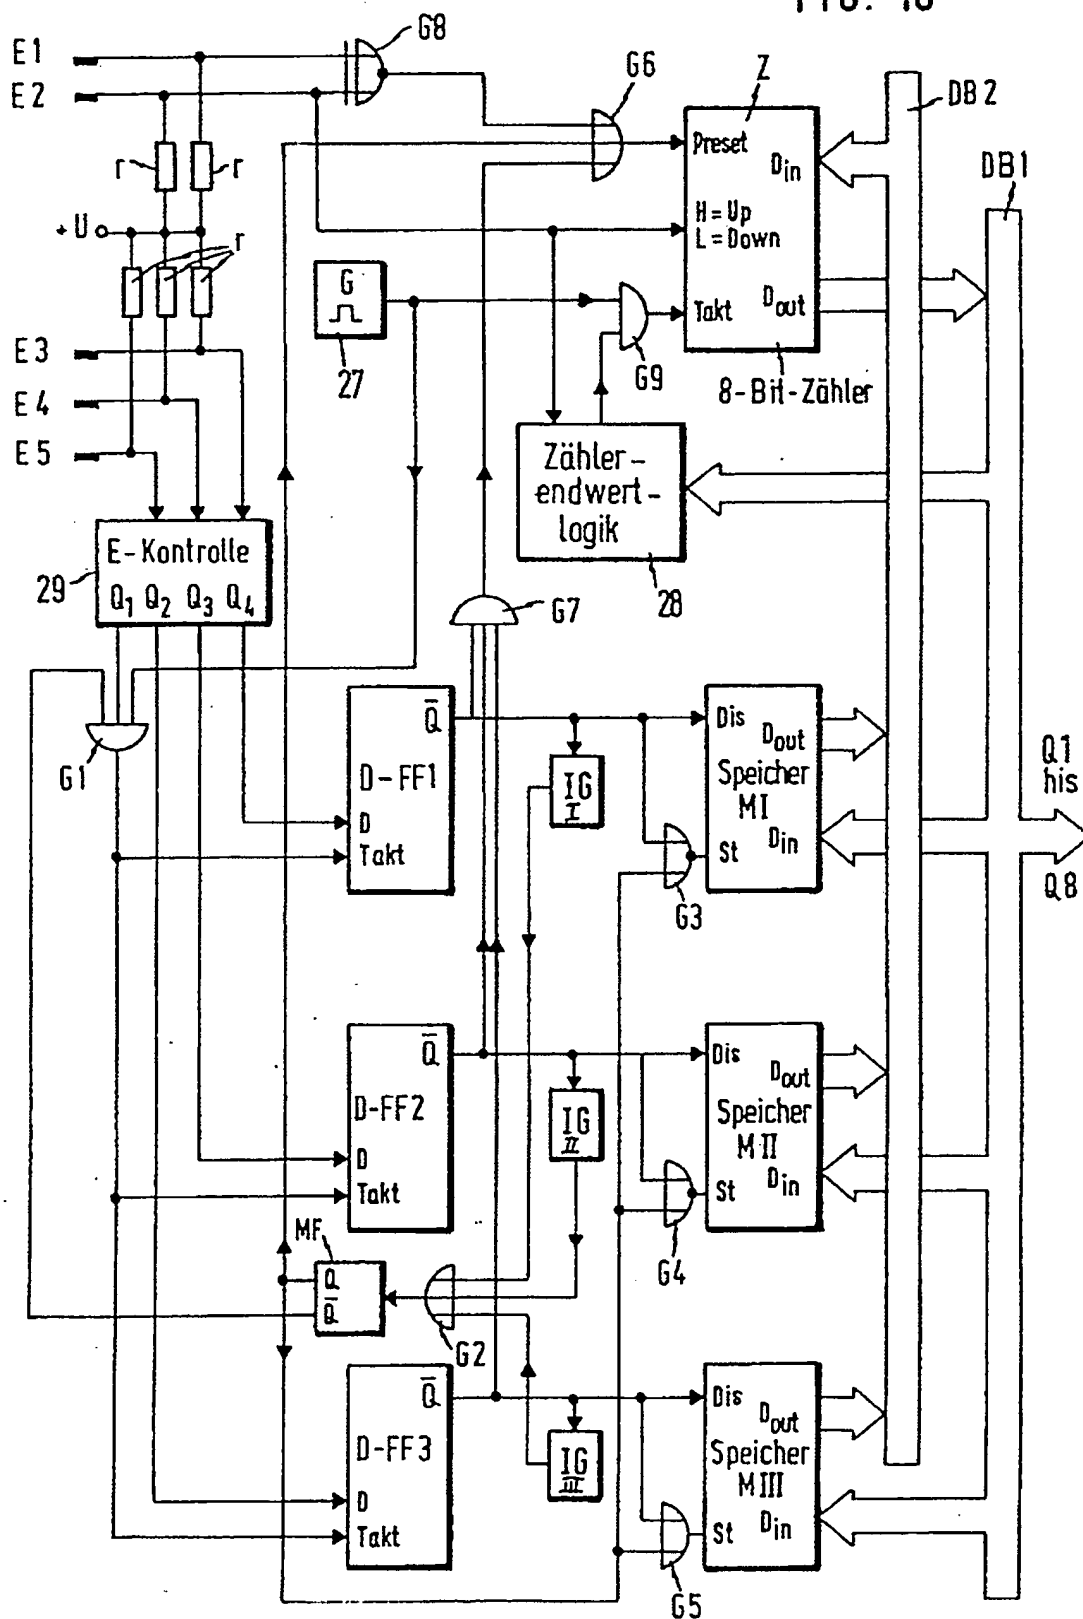 FIG. 10
E1
E2
G8
G6
Z
DB2
DB1
r
r
+U
r
Preset
Din
H=Up
L=Down
Takt
Dout
8-Bit-Zähler
G
27
G9
E3
E4
E5
Zähler-
endwert-
logik
28
E-Kontrolle
29
Q1 Q2 Q3 Q4
G7
G1
Q̅
D-FF1
D
Takt
IG
I
Dis
Dout
Speicher
MI
Din
St
G3
Q1
his
Q8
Q̅
D-FF2
D
Takt
IG
II
Dis
Dout
Speicher
MII
Din
St
G4
MF
Q
Q̅
G2
Q̅
D-FF3
D
Takt
IG
III
Dis
Dout
Speicher
MIII
Din
St
G5